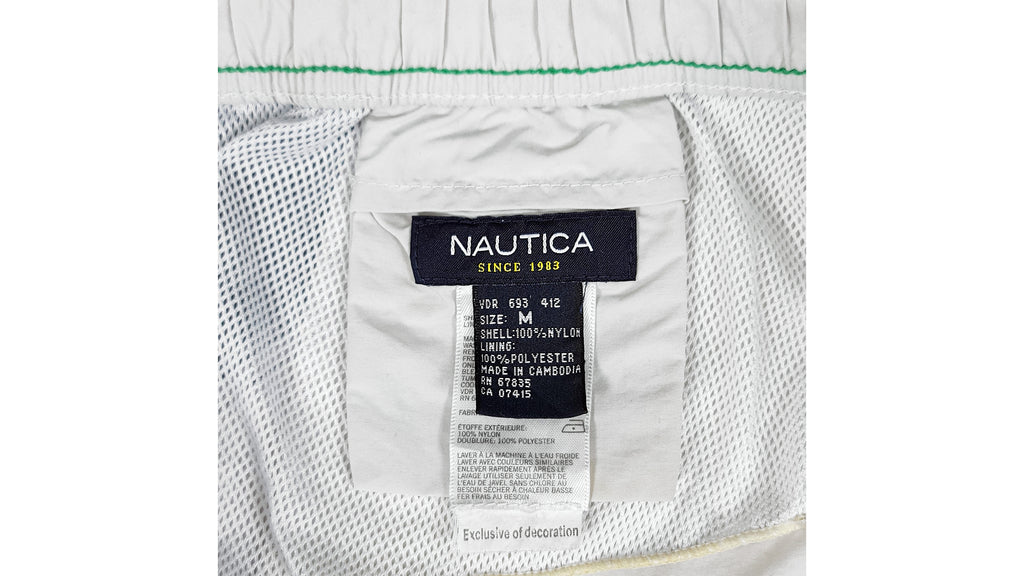 NAUTICA
SINCE 1983
VDR 693 412
SIZE: M
SHELL:100%NYLON
LINING:
100%POLYESTER
MADE IN CAMBODIA
RN 67835
CA 07415
ÉTOFFE EXTÉRIEURE:
100% NYLON
DOUBLURE: 100% POLYESTER
LAVER À LA MACHINE À L'EAU FROIDE
LAVER AVEC COULEURS SIMILAIRES
ENLEVER RAPIDEMENT APRÈS LE
LAVAGE UTILISER SEULEMENT DE
L'EAU DE JAVEL SANS CHLORE AU
BESOIN SÉCHER À CHALEUR BASSE
FER FRAIS AU BESOIN
Exclusive of decoration